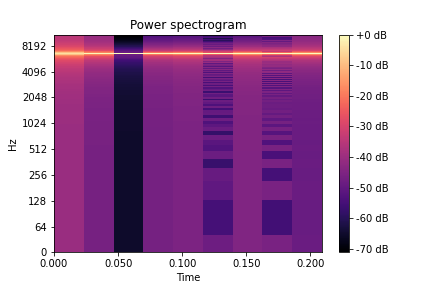 Power spectrogram
8192
4096
2048
1024
512
256
128
64
0
Hz
0.000 0.050 0.100 0.150 0.200
Time
+0 dB
-10 dB
-20 dB
-30 dB
-40 dB
-50 dB
-60 dB
-70 dB